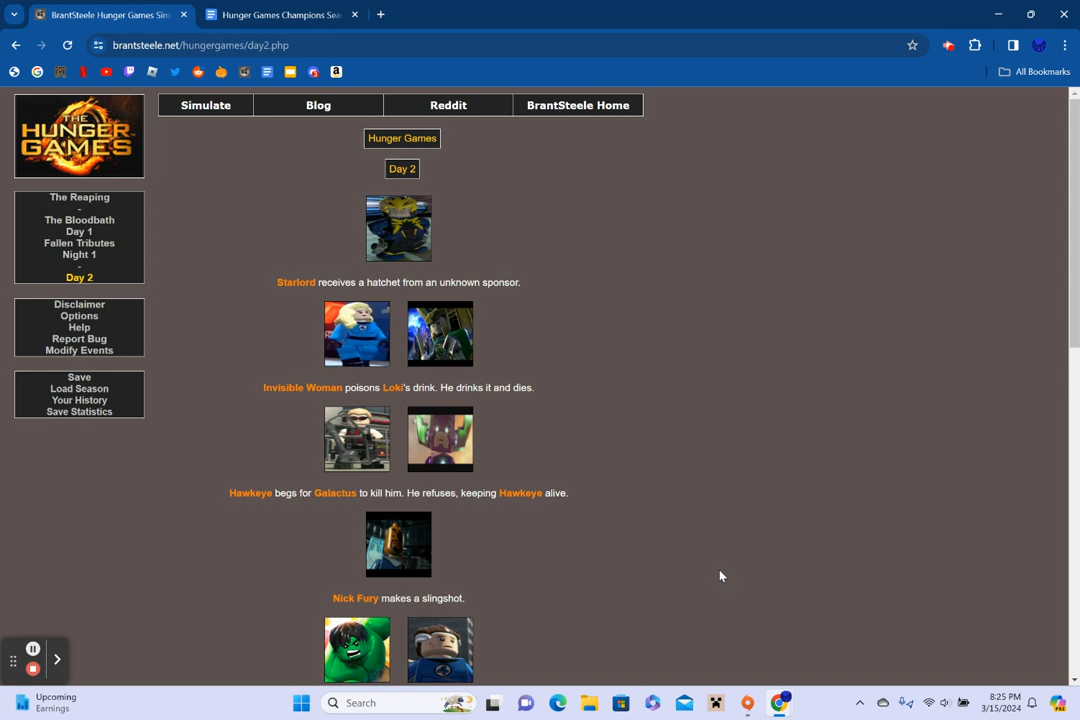 BrantSteele Hunger Games Sim
Hunger Games Champions Sea
brantsteele.net/hungergames/day2.php
All Bookmarks
THE
HUNGER
GAMES
Simulate
Blog
Reddit
BrantSteele Home
The Reaping
-
The Bloodbath
Day 1
Fallen Tributes
Night 1
-
Day 2
Disclaimer
Options
Help
Report Bug
Modify Events
Save
Load Season
Your History
Save Statistics
Hunger Games
Day 2
Starlord receives a hatchet from an unknown sponsor.
Invisible Woman poisons Loki's drink. He drinks it and dies.
Hawkeye begs for Galactus to kill him. He refuses, keeping Hawkeye alive.
Nick Fury makes a slingshot.
Upcoming
Earnings
Search
8:25 PM
3/15/2024